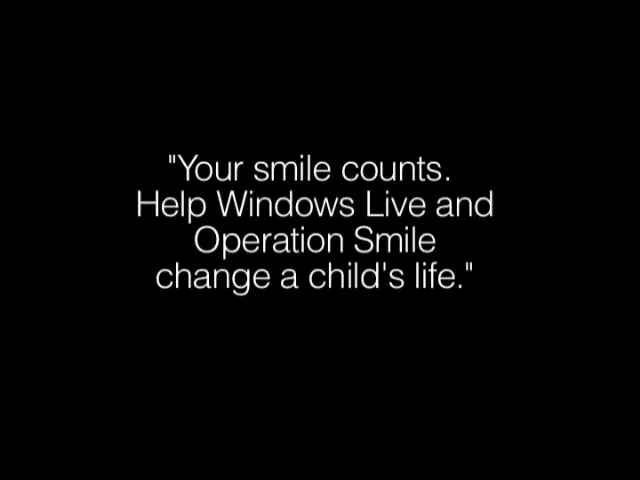 "Your smile counts.
Help Windows Live and
Operation Smile
change a child's life."